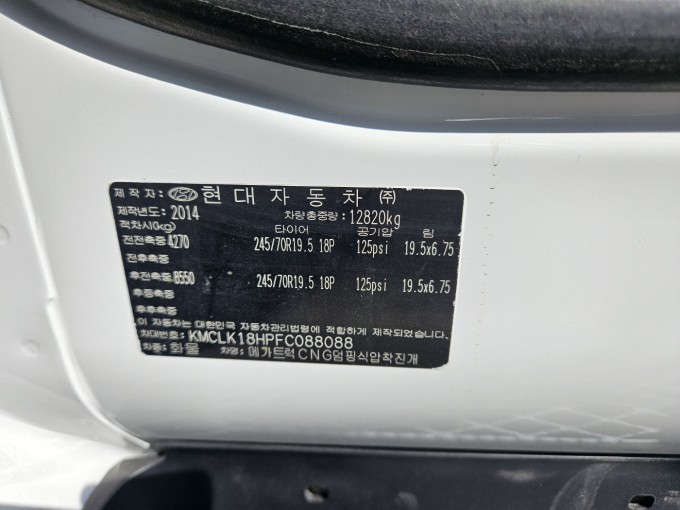 제 작 자: 현 대 자 동 차 ㈜
제작년도: 2014 차량총중량: 12820kg
적차시(kg) 타이어 공기압 림
전전축중 4270 245/70R19.5 18P 125psi 19.5x6.75
전후축중
후전축중 8550 245/70R19.5 18P 125psi 19.5x6.75
후중축중
후후축중
이 자동차는 대한민국 자동차관리법령에 적합하게 제작되었습니다.
차대번호: KMCLK18HPFC088088
차종: 화물 차명: 메가트럭CNG덤핑식압착진개